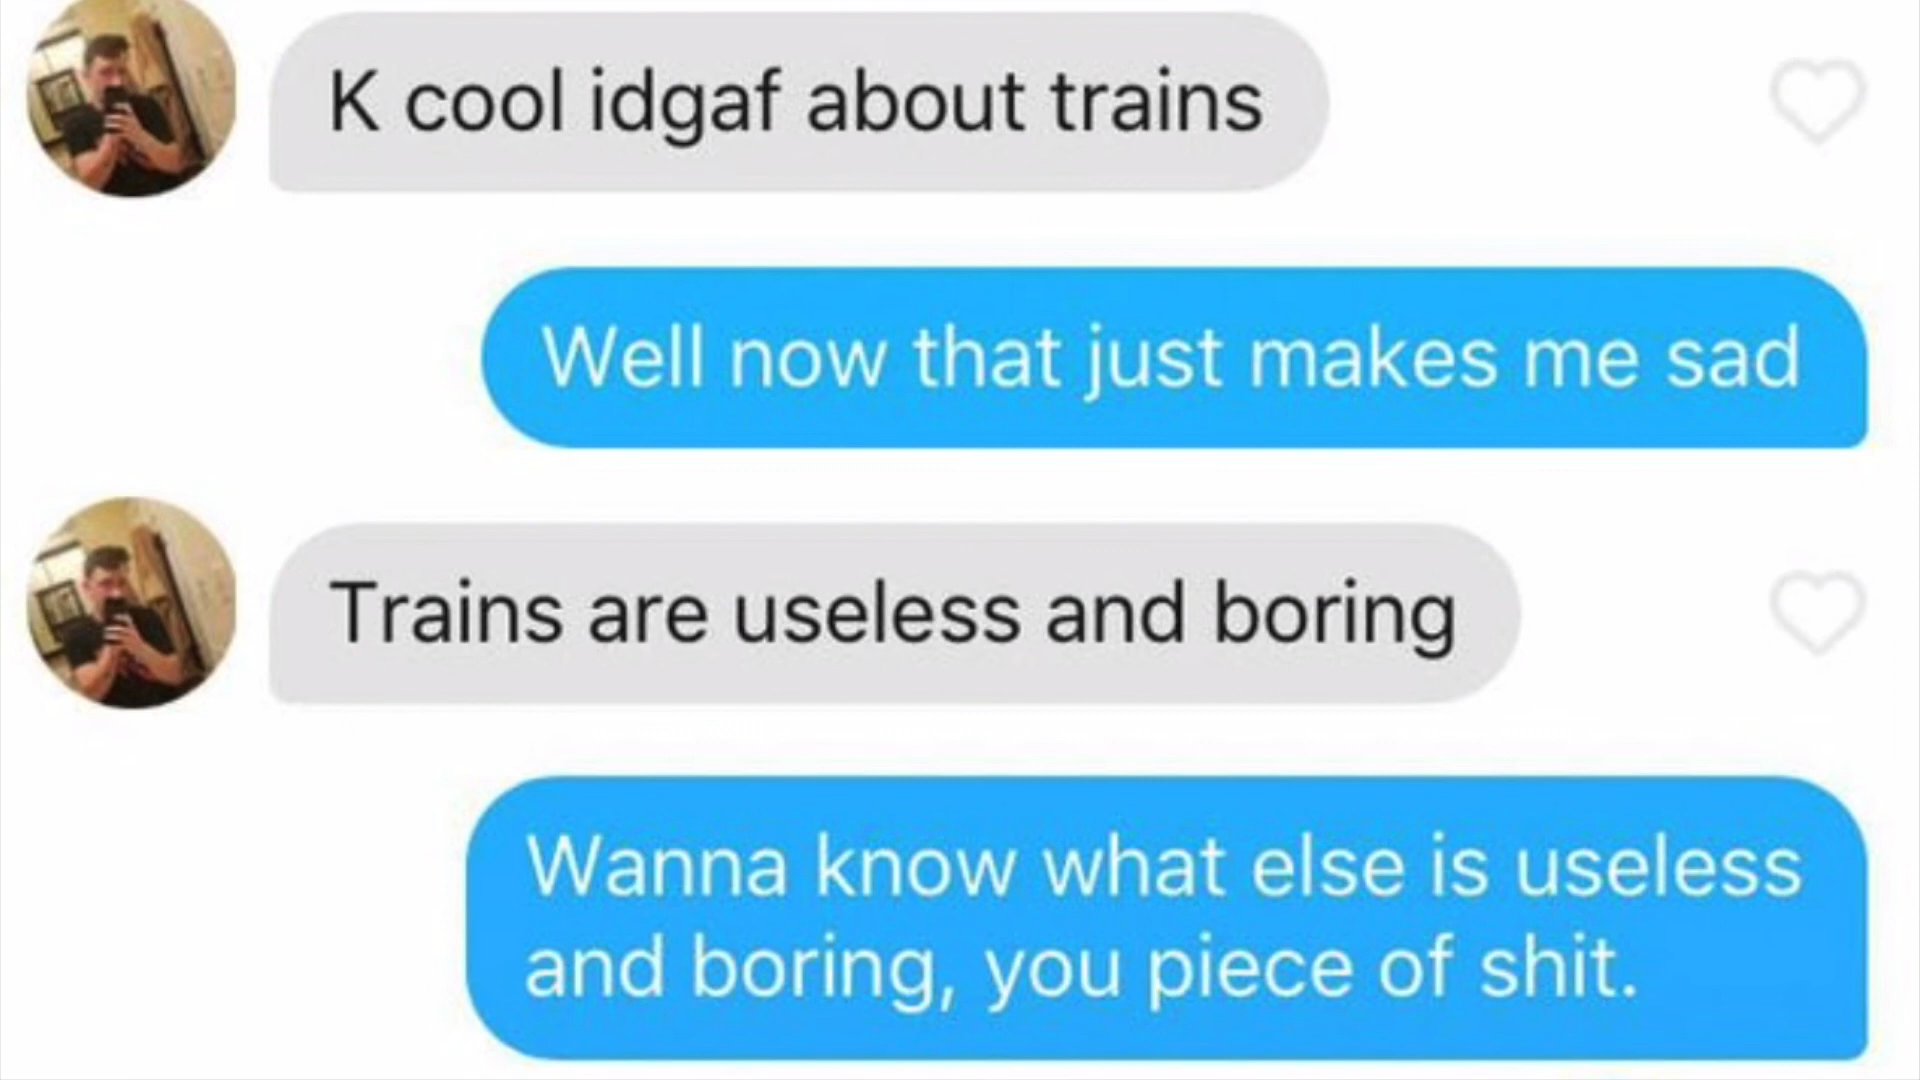 K cool idgaf about trains
Well now that just makes me sad
Trains are useless and boring
Wanna know what else is useless
and boring, you piece of shit.